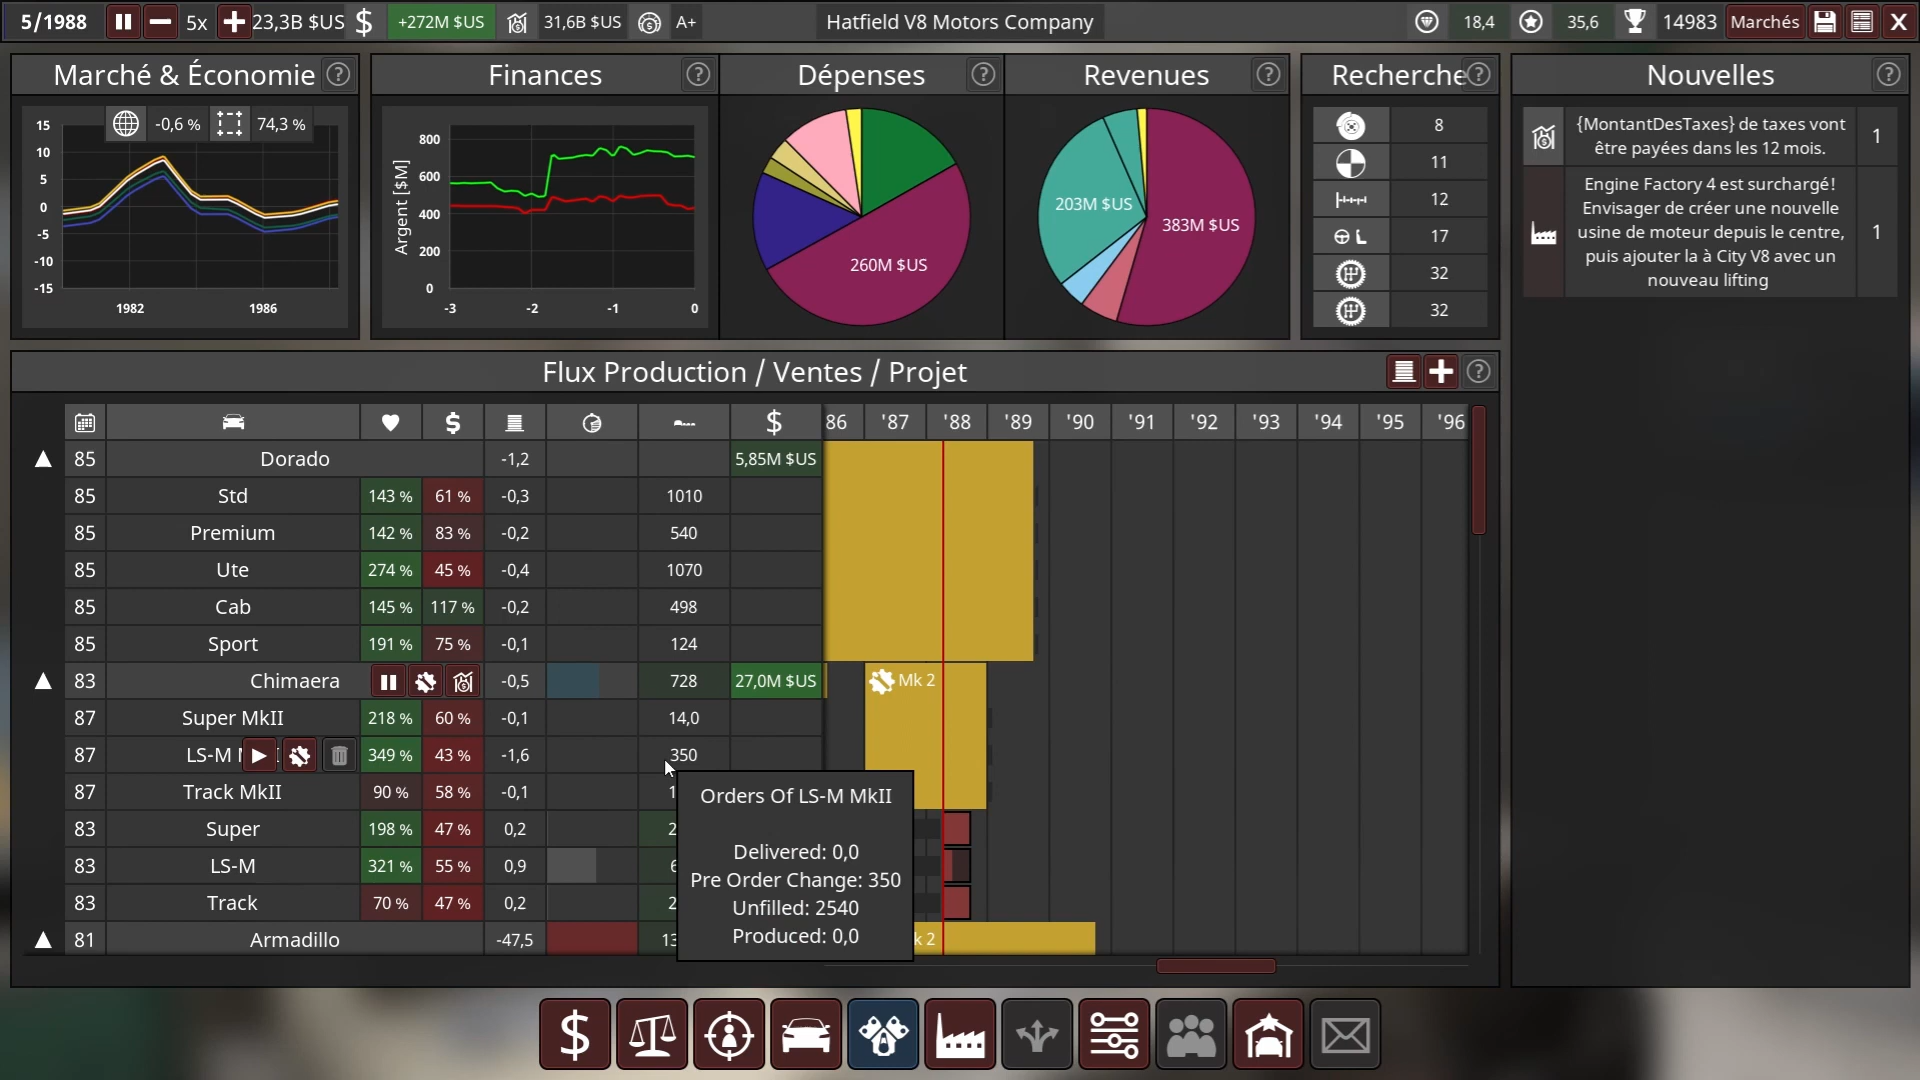 5/1988
5x
23,3B $US
+272M $US
31,6B $US
A+
Hatfield V8 Motors Company
18,4
35,6
14983
Marchés
Marché & Économie
-0,6 %
74,3 %
15
10
5
0
-5
-10
-15
1982
1986
Finances
Argent [$M]
800
600
400
200
0
-3
-2
-1
0
Dépenses
260M $US
Revenues
203M $US
383M $US
Recherche
8
11
12
17
32
32
Nouvelles
{MontantDesTaxes} de taxes vont
être payées dans les 12 mois.
1
Engine Factory 4 est surchargé!
Envisager de créer une nouvelle
usine de moteur depuis le centre,
puis ajouter la à City V8 avec un
nouveau lifting
1
Flux Production / Ventes / Projet
86 '87 '88 '89 '90 '91 '92 '93 '94 '95 '96
85 Dorado -1,2 5,85M $US
85 Std 143 % 61 % -0,3 1010
85 Premium 142 % 83 % -0,2 540
85 Ute 274 % 45 % -0,4 1070
85 Cab 145 % 117 % -0,2 498
85 Sport 191 % 75 % -0,1 124
83 Chimaera -0,5 728 27,0M $US Mk 2
87 Super MkII 218 % 60 % -0,1 14,0
87 LS-M 349 % 43 % -1,6 350
87 Track MkII 90 % 58 % -0,1
83 Super 198 % 47 % 0,2
83 LS-M 321 % 55 % 0,9
83 Track 70 % 47 % 0,2
81 Armadillo -47,5 k 2
Orders Of LS-M MkII
Delivered: 0,0
Pre Order Change: 350
Unfilled: 2540
Produced: 0,0